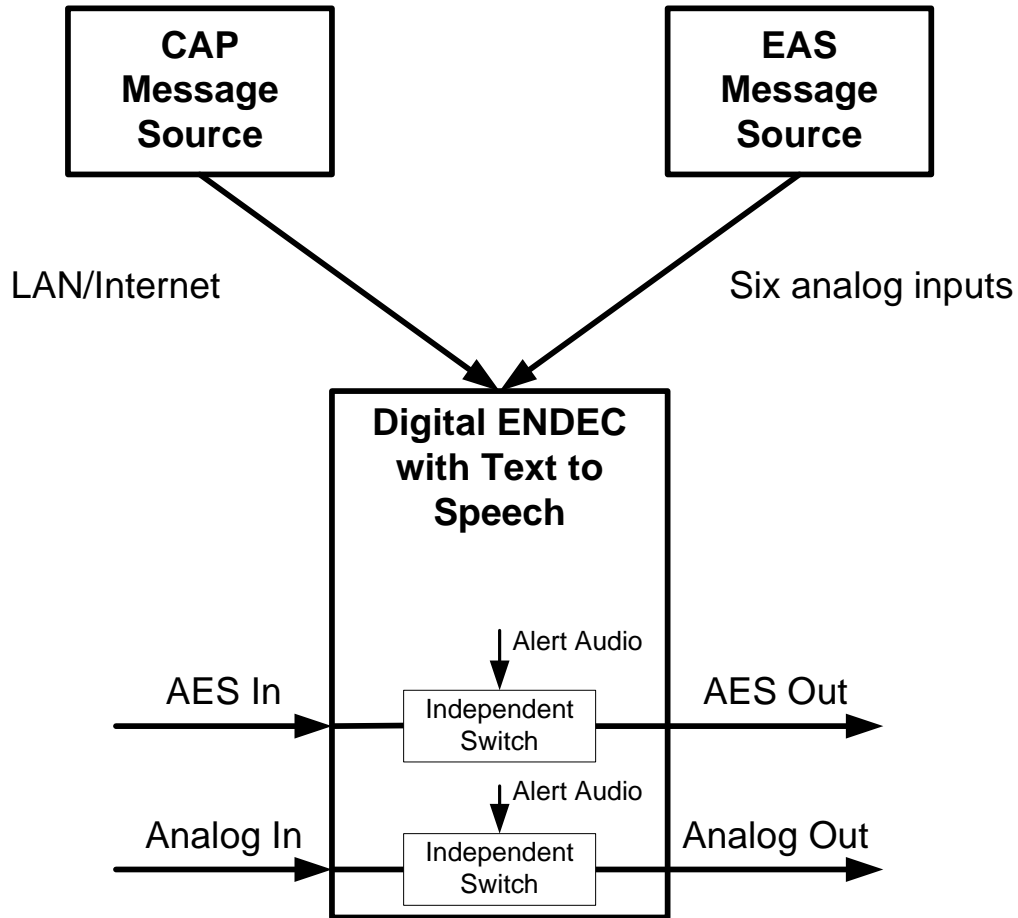 CAP
Message
Source
EAS
Message
Source
LAN/Internet
Six analog inputs
Digital ENDEC
with Text to
Speech
Alert Audio
AES In
Independent
Switch
AES Out
Alert Audio
Analog In
Independent
Switch
Analog Out